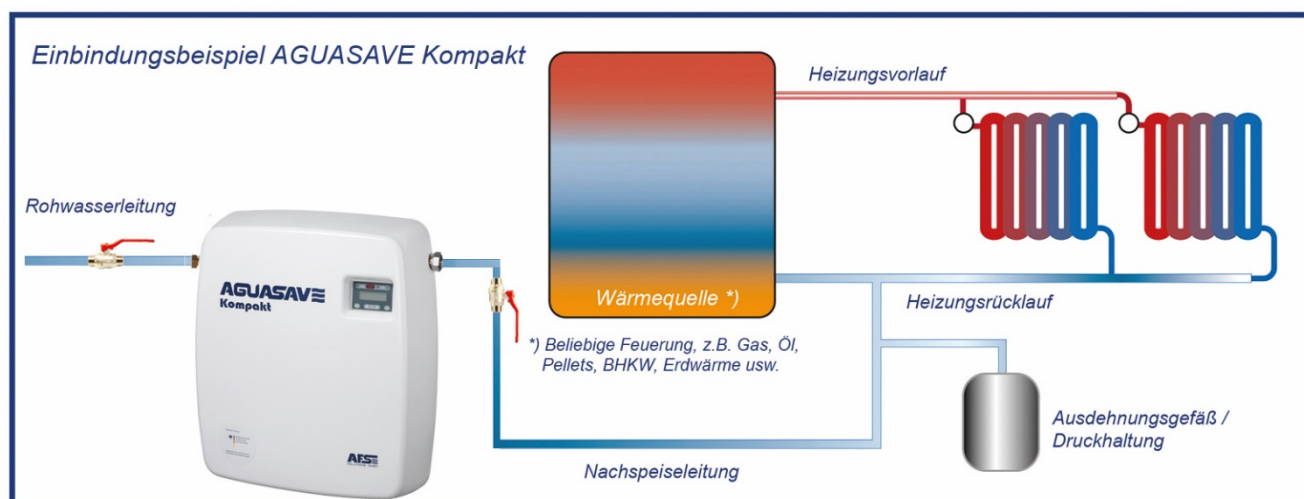 Einbindungsbeispiel AGUASAVE Kompakt
Heizungsvorlauf
Rohwasserleitung
AGUASAVE
Kompakt
Wärmequelle *)
Heizungsrücklauf
*) Beliebige Feuerung, z.B. Gas, Öl,
Pellets, BHKW, Erdwärme usw.
Ausdehnungsgefäß /
Druckhaltung
AFS
Nachspeiseleitung